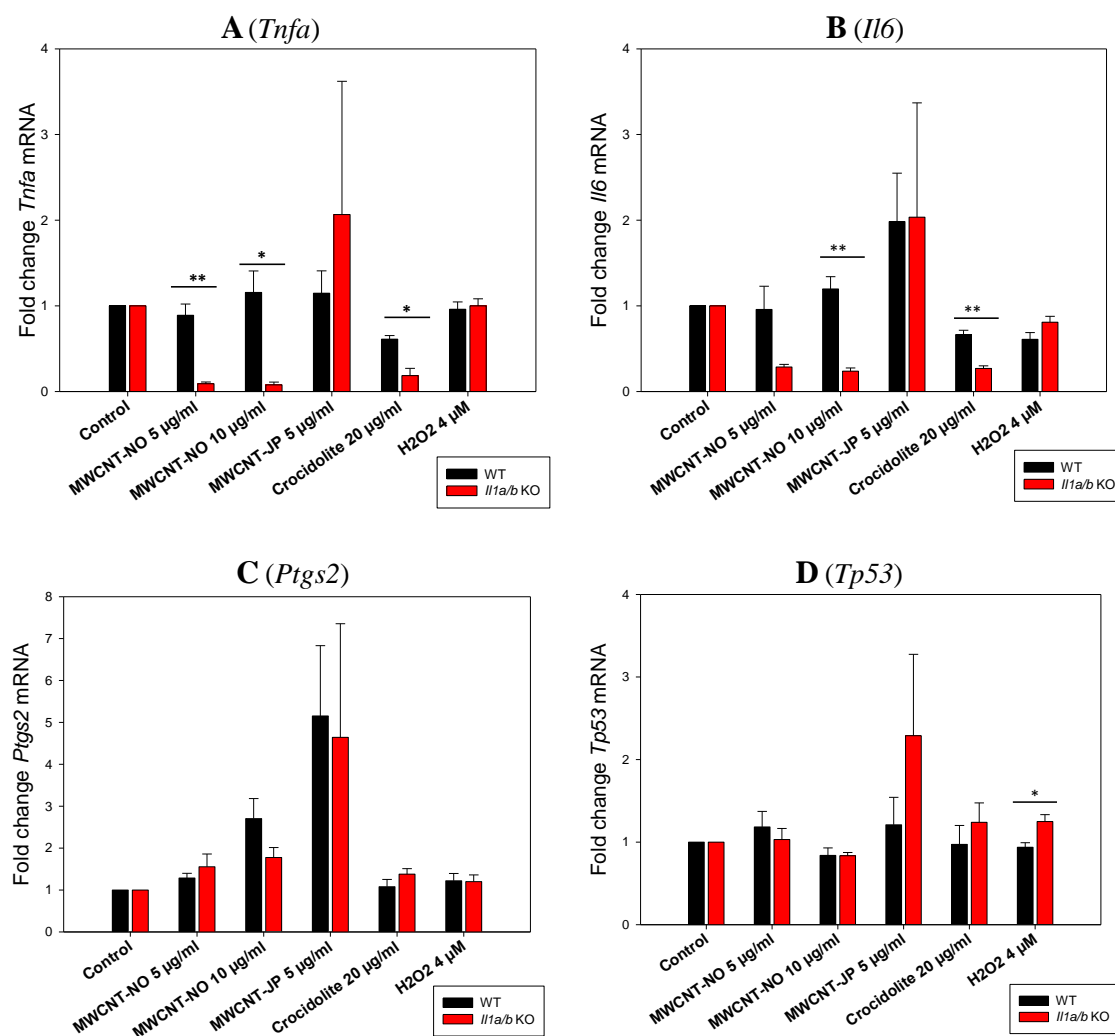 A (Tnfa)
4
3
2
1
0
Fold change Tnfa mRNA
**
*
*
Control
MWCNT-NO 5 µg/ml
MWCNT-NO 10 µg/ml
MWCNT-JP 5 µg/ml
Crocidolite 20 µg/ml
H2O2 4 µM
WT
Il1a/b KO
B (Il6)
4
3
2
1
0
Fold change Il6 mRNA
**
**
Control
MWCNT-NO 5 µg/ml
MWCNT-NO 10 µg/ml
MWCNT-JP 5 µg/ml
Crocidolite 20 µg/ml
H2O2 4 µM
WT
Il1a/b KO
C (Ptgs2)
8
7
6
5
4
3
2
1
0
Fold change Ptgs2 mRNA
Control
MWCNT-NO 5 µg/ml
MWCNT-NO 10 µg/ml
MWCNT-JP 5 µg/ml
Crocidolite 20 µg/ml
H2O2 4 µM
WT
Il1a/b KO
D (Tp53)
4
3
2
1
0
Fold change Tp53 mRNA
*
Control
MWCNT-NO 5 µg/ml
MWCNT-NO 10 µg/ml
MWCNT-JP 5 µg/ml
Crocidolite 20 µg/ml
H2O2 4 µM
WT
Il1a/b KO